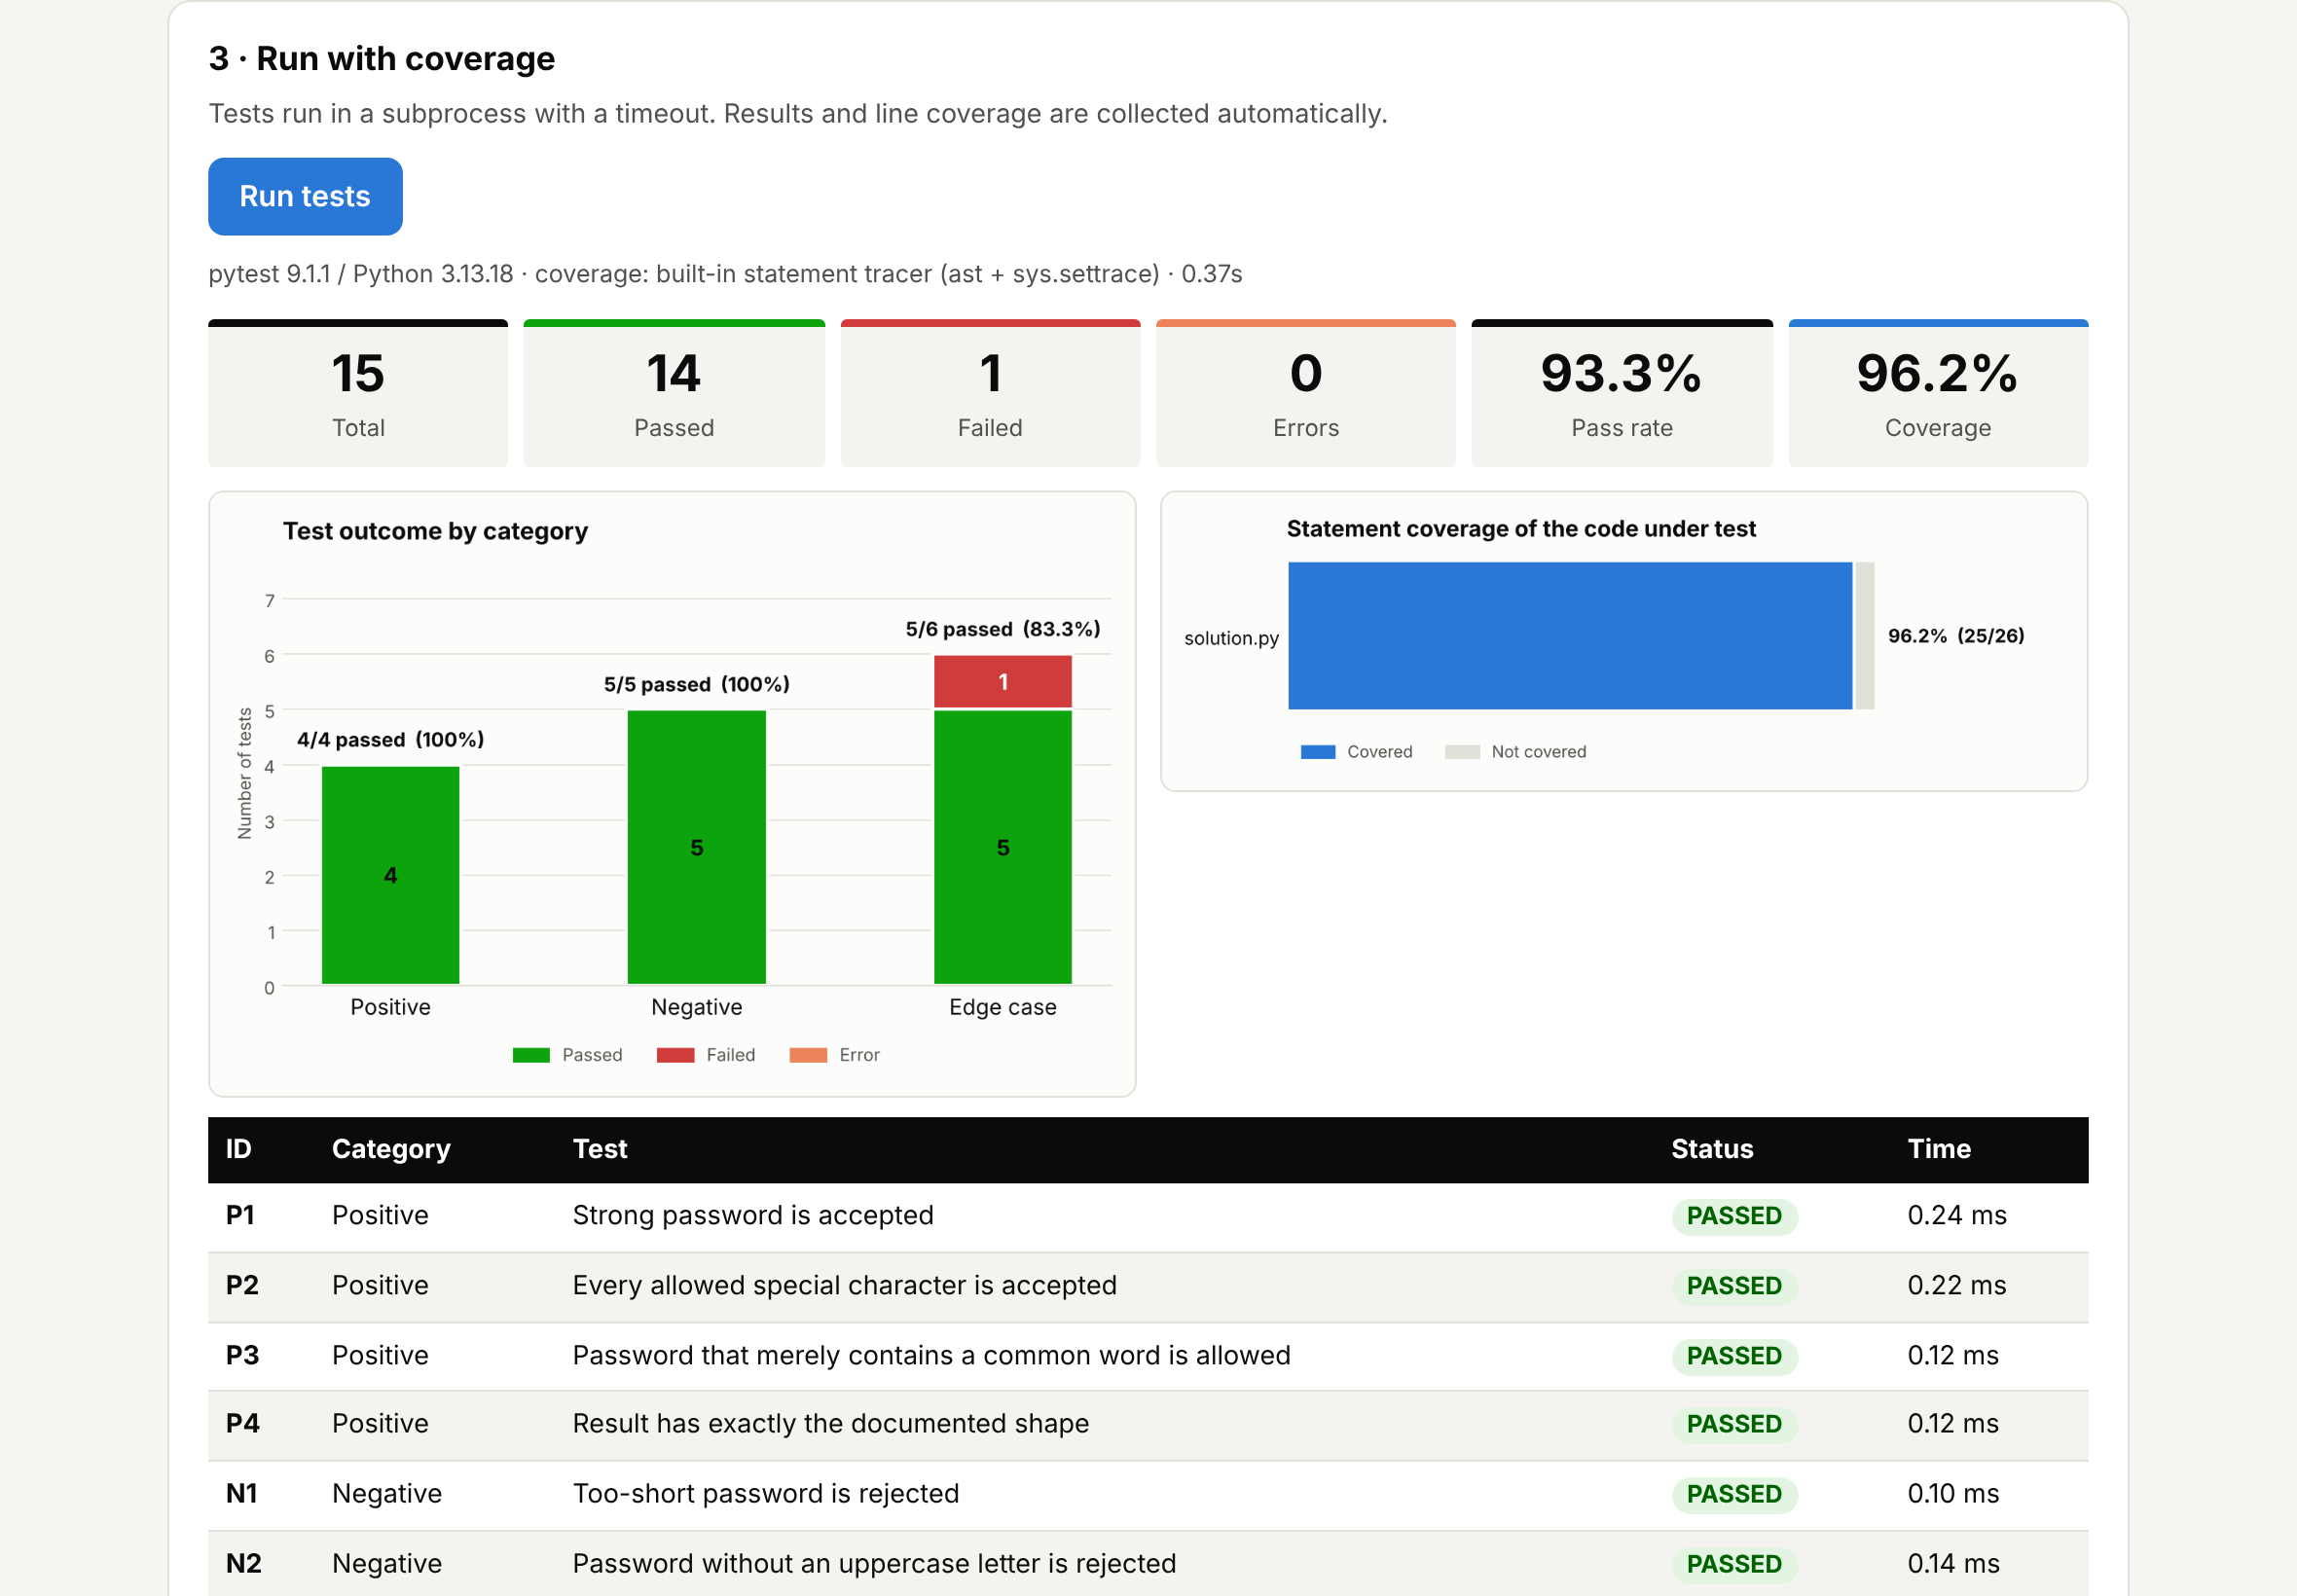 3 · Run with coverage
Tests run in a subprocess with a timeout. Results and line coverage are collected automatically.
Run tests
pytest 9.1.1 / Python 3.13.18 · coverage: built-in statement tracer (ast + sys.settrace) · 0.37s
15
Total
14
Passed
1
Failed
0
Errors
93.3%
Pass rate
96.2%
Coverage
Test outcome by category
Number of tests
7
6
5
4
3
2
1
0
4/4 passed (100%)
4
Positive
5/5 passed (100%)
5
Negative
5/6 passed (83.3%)
1
5
Edge case
Passed Failed Error
Statement coverage of the code under test
solution.py
96.2% (25/26)
Covered Not covered
ID Category Test Status Time
P1 Positive Strong password is accepted PASSED 0.24 ms
P2 Positive Every allowed special character is accepted PASSED 0.22 ms
P3 Positive Password that merely contains a common word is allowed PASSED 0.12 ms
P4 Positive Result has exactly the documented shape PASSED 0.12 ms
N1 Negative Too-short password is rejected PASSED 0.10 ms
N2 Negative Password without an uppercase letter is rejected PASSED 0.14 ms